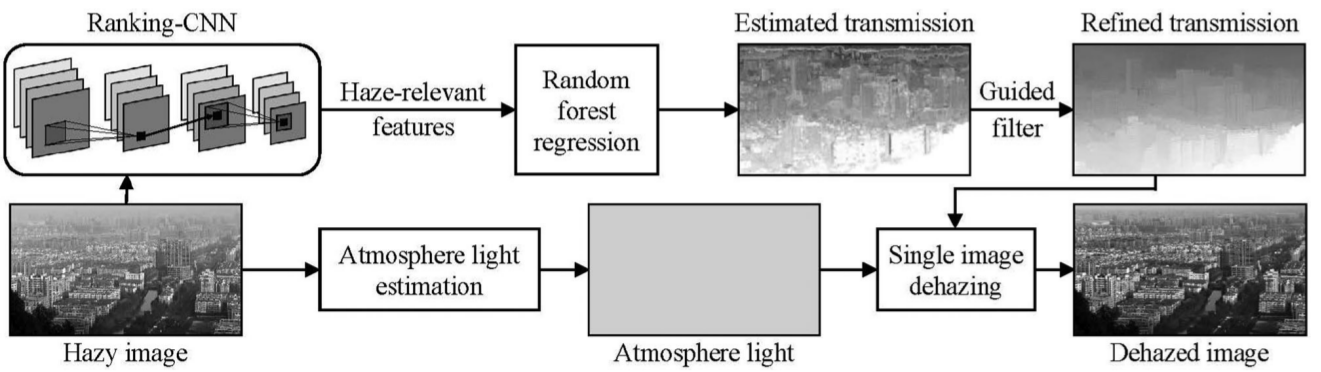 Ranking-CNN
Estimated transmission
Refined transmission
Haze-relevant
features
Random
forest
regression
Guided
filter
Atmosphere light
estimation
Single image
dehazing
Hazy image
Atmosphere light
Dehazed image